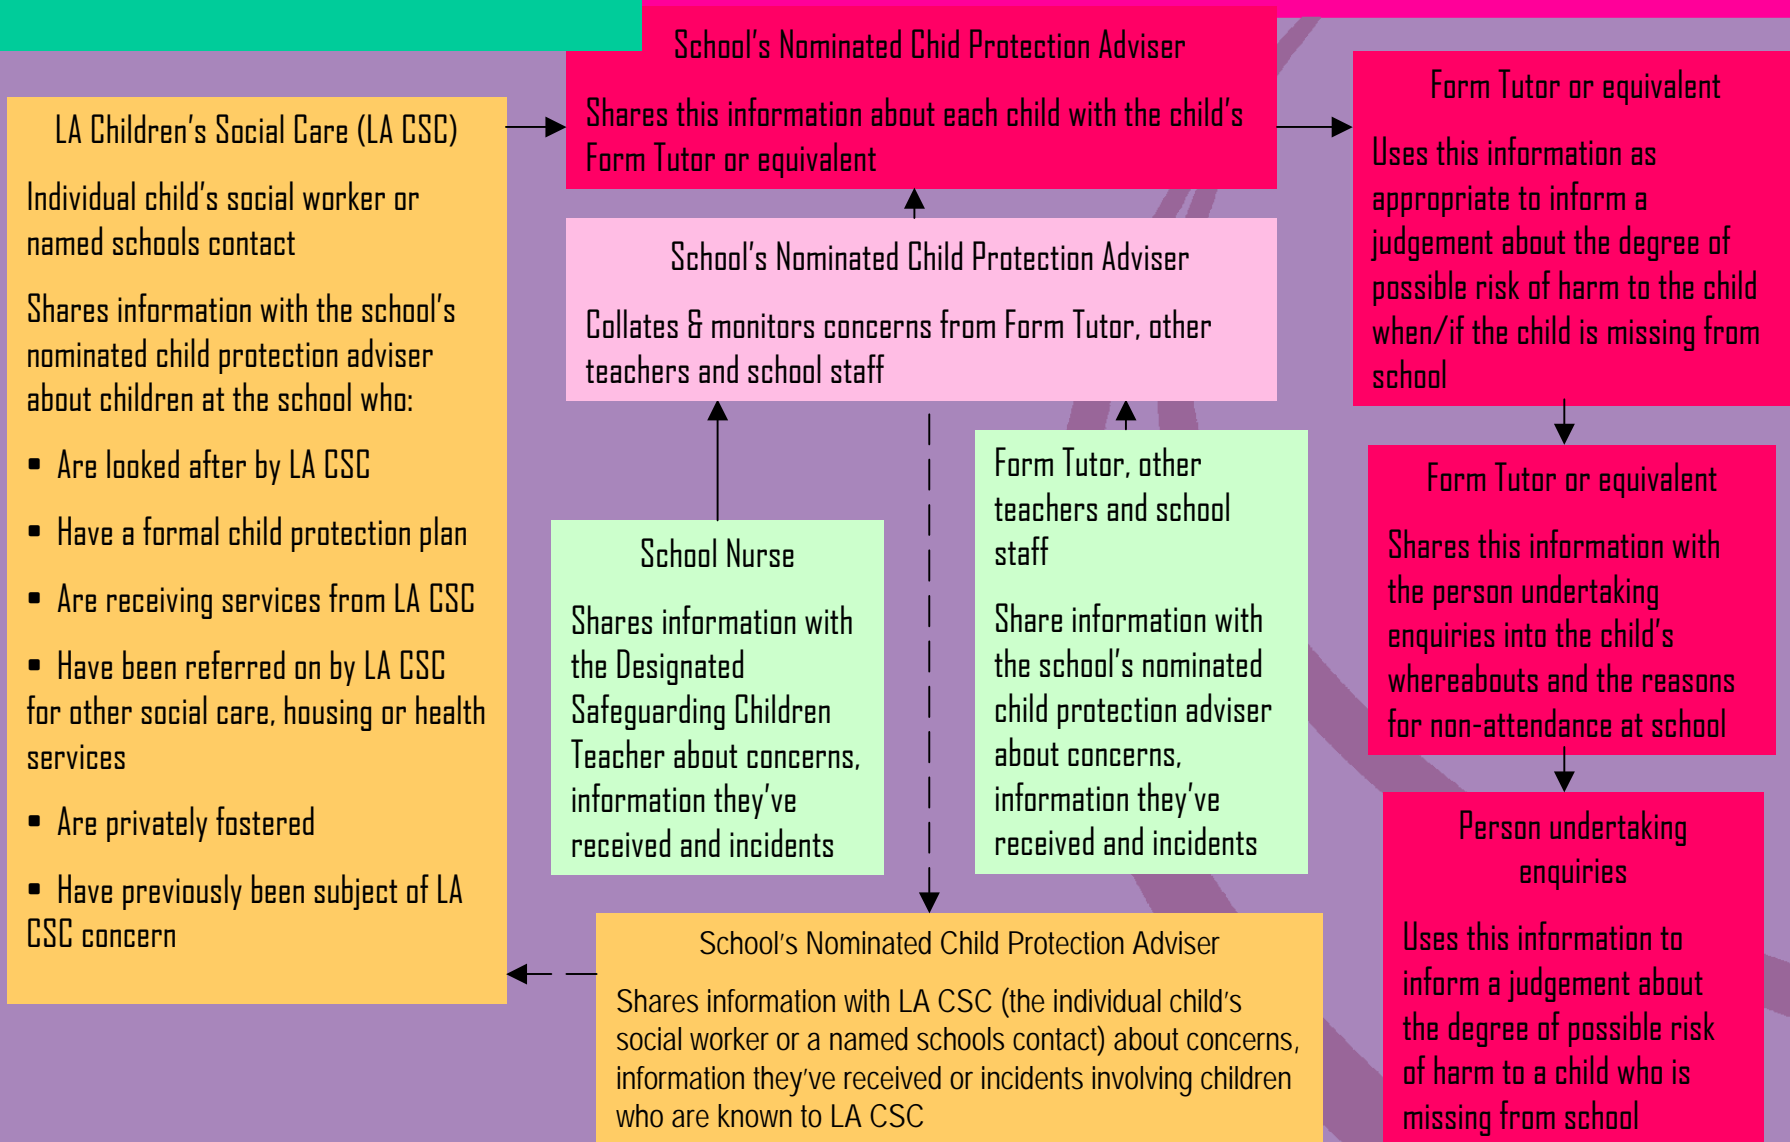 School's Nominated Chid Protection Adviser
Shares this information about each child with the child's
Form Tutor or equivalent
Form Tutor or equivalent
Uses this information as
appropriate to inform a
judgement about the degree of
possible risk of harm to the child
when/if the child is missing from
school
LA Children's Social Care (LA CSC)
Individual child's social worker or
named schools contact
Shares information with the school's
nominated child protection adviser
about children at the school who:
▪ Are looked after by LA CSC
▪ Have a formal child protection plan
▪ Are receiving services from LA CSC
▪ Have been referred on by LA CSC
for other social care, housing or health
services
▪ Are privately fostered
▪ Have previously been subject of LA
CSC concern
School's Nominated Child Protection Adviser
Collates & monitors concerns from Form Tutor, other
teachers and school staff
School Nurse
Shares information with
the Designated
Safeguarding Children
Teacher about concerns,
information they've
received and incidents
Form Tutor, other
teachers and school
staff
Share information with
the school's nominated
child protection adviser
about concerns,
information they've
received and incidents
Form Tutor or equivalent
Shares this information with
the person undertaking
enquiries into the child's
whereabouts and the reasons
for non-attendance at school
Person undertaking
enquiries
Uses this information to
inform a judgement about
the degree of possible risk
of harm to a child who is
missing from school
School's Nominated Child Protection Adviser
Shares information with LA CSC (the individual child's
social worker or a named schools contact) about concerns,
information they've received or incidents involving children
who are known to LA CSC